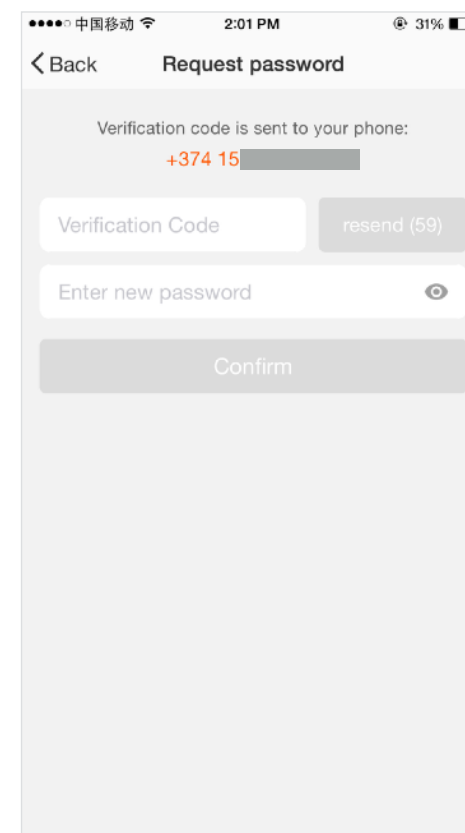 中国移动 2:01 PM 31%
Back Request password
Verification code is sent to your phone:
+374 15
Verification Code resend (59)
Enter new password
Confirm